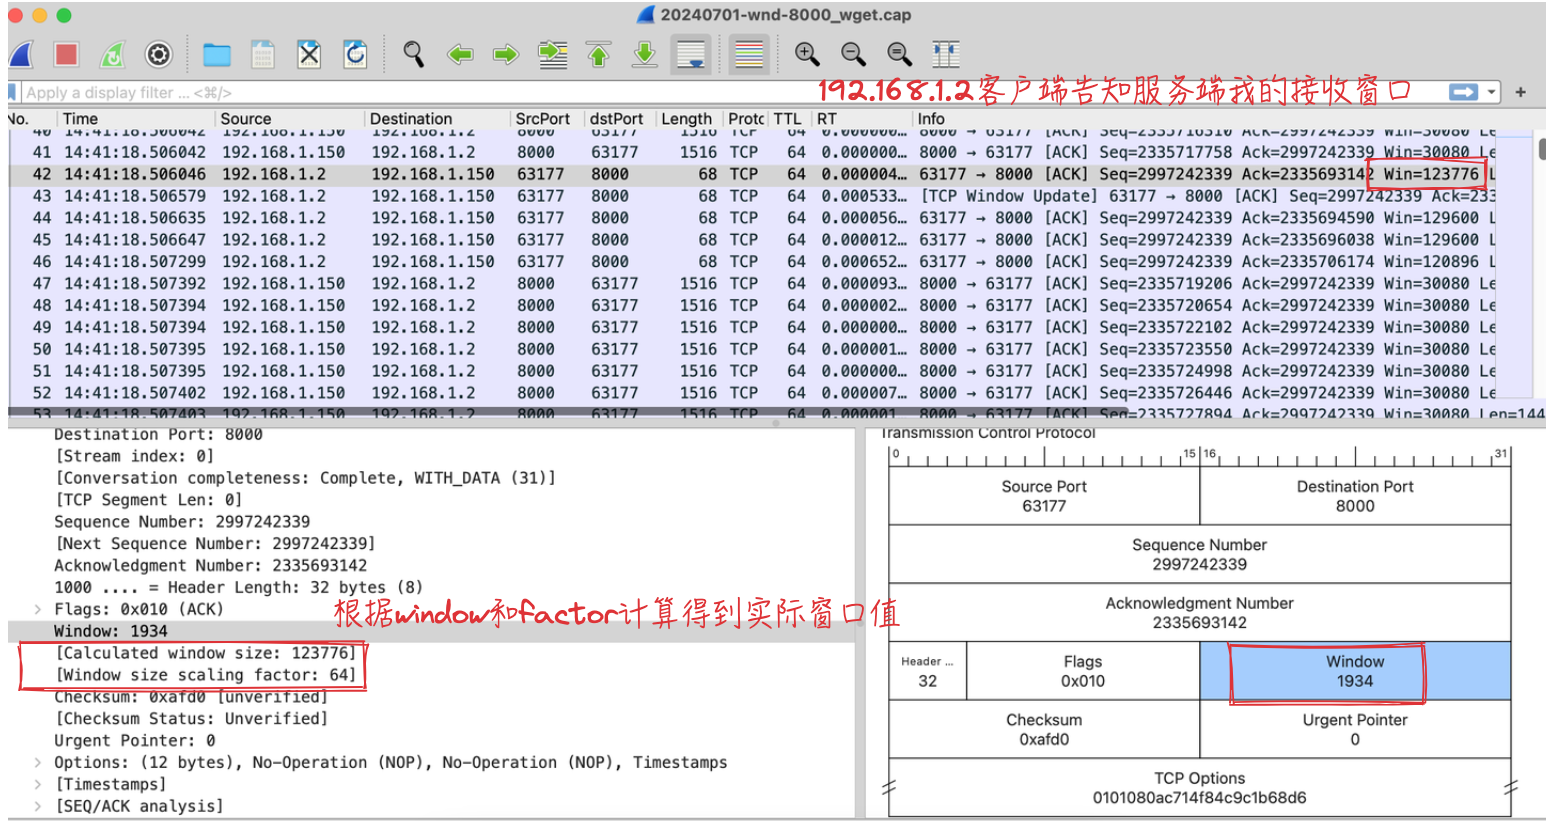 20240701-wnd-8000_wget.cap
Apply a display filter ... <⌘/>
192.168.1.2客户端告知服务端我的接收窗口
No. Time Source Destination SrcPort dstPort Length Protc TTL RT Info
40 14:41:18.506042 192.168.1.150 192.168.1.2 8000 63177 1516 TCP 64 0.000000… 8000 → 63177 [ACK] Seq=2335716310 Ack=2997242339 Win=30080 Le
41 14:41:18.506042 192.168.1.150 192.168.1.2 8000 63177 1516 TCP 64 0.000000… 8000 → 63177 [ACK] Seq=2335717758 Ack=2997242339 Win=30080 Le
42 14:41:18.506046 192.168.1.2 192.168.1.150 63177 8000 68 TCP 64 0.000004… 63177 → 8000 [ACK] Seq=2997242339 Ack=2335693142 Win=123776 L
43 14:41:18.506579 192.168.1.2 192.168.1.150 63177 8000 68 TCP 64 0.000533… [TCP Window Update] 63177 → 8000 [ACK] Seq=2997242339 Ack=233
44 14:41:18.506635 192.168.1.2 192.168.1.150 63177 8000 68 TCP 64 0.000056… 63177 → 8000 [ACK] Seq=2997242339 Ack=2335694590 Win=129600 L
45 14:41:18.506647 192.168.1.2 192.168.1.150 63177 8000 68 TCP 64 0.000012… 63177 → 8000 [ACK] Seq=2997242339 Ack=2335696038 Win=129600 L
46 14:41:18.507299 192.168.1.2 192.168.1.150 63177 8000 68 TCP 64 0.000652… 63177 → 8000 [ACK] Seq=2997242339 Ack=2335706174 Win=120896 L
47 14:41:18.507392 192.168.1.150 192.168.1.2 8000 63177 1516 TCP 64 0.000093… 8000 → 63177 [ACK] Seq=2335719206 Ack=2997242339 Win=30080 Le
48 14:41:18.507394 192.168.1.150 192.168.1.2 8000 63177 1516 TCP 64 0.000002… 8000 → 63177 [ACK] Seq=2335720654 Ack=2997242339 Win=30080 Le
49 14:41:18.507394 192.168.1.150 192.168.1.2 8000 63177 1516 TCP 64 0.000000… 8000 → 63177 [ACK] Seq=2335722102 Ack=2997242339 Win=30080 Le
50 14:41:18.507395 192.168.1.150 192.168.1.2 8000 63177 1516 TCP 64 0.000001… 8000 → 63177 [ACK] Seq=2335723550 Ack=2997242339 Win=30080 Le
51 14:41:18.507395 192.168.1.150 192.168.1.2 8000 63177 1516 TCP 64 0.000000… 8000 → 63177 [ACK] Seq=2335724998 Ack=2997242339 Win=30080 Le
52 14:41:18.507402 192.168.1.150 192.168.1.2 8000 63177 1516 TCP 64 0.000007… 8000 → 63177 [ACK] Seq=2335726446 Ack=2997242339 Win=30080 Le
53 14:41:18.507403 192.168.1.150 192.168.1.2 8000 63177 1516 TCP 64 0.000001 8000 → 63177 [ACK] Seq=2335727894 Ack=2997242339 Win=30080 Len=144
Destination Port: 8000
[Stream index: 0]
[Conversation completeness: Complete, WITH_DATA (31)]
[TCP Segment Len: 0]
Sequence Number: 2997242339
[Next Sequence Number: 2997242339]
Acknowledgment Number: 2335693142
1000 .... = Header Length: 32 bytes (8)
Flags: 0x010 (ACK)
根据window和factor计算得到实际窗口值
Window: 1934
[Calculated window size: 123776]
[Window size scaling factor: 64]
Checksum: 0xafd0 [unverified]
[Checksum Status: Unverified]
Urgent Pointer: 0
Options: (12 bytes), No-Operation (NOP), No-Operation (NOP), Timestamps
[Timestamps]
[SEQ/ACK analysis]
Transmission Control Protocol
0 15 16 31
Source Port Destination Port
63177 8000
Sequence Number
2997242339
Acknowledgment Number
2335693142
Header ... Flags Window
32 0x010 1934
Checksum Urgent Pointer
0xafd0 0
TCP Options
0101080ac714f84c9c1b68d6